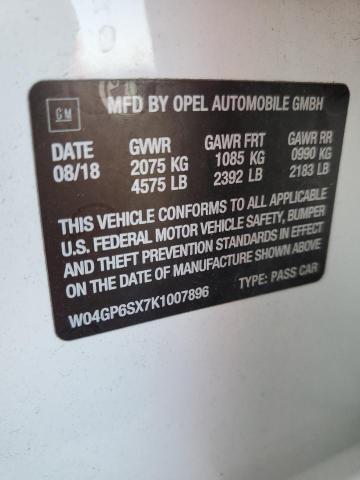 GM
MFD BY OPEL AUTOMOBILE GMBH
DATE GVWR GAWR FRT GAWR RR
08/18 2075 KG 1085 KG 0990 KG
4575 LB 2392 LB 2183 LB
THIS VEHICLE CONFORMS TO ALL APPLICABLE
U.S. FEDERAL MOTOR VEHICLE SAFETY, BUMPER
AND THEFT PREVENTION STANDARDS IN EFFECT
ON THE DATE OF MANUFACTURE SHOWN ABOVE.
W04GP6SX7K1007896 TYPE: PASS CAR